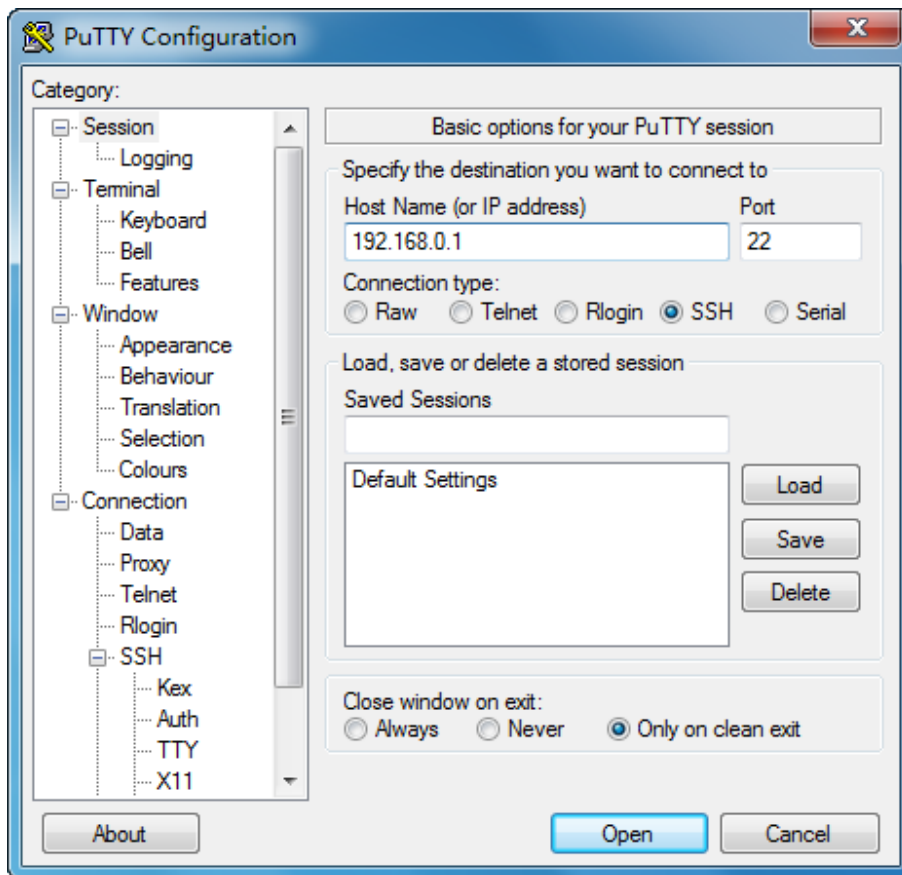 PuTTY Configuration
Category:
Session
Logging
Terminal
Keyboard
Bell
Features
Window
Appearance
Behaviour
Translation
Selection
Colours
Connection
Data
Proxy
Telnet
Rlogin
SSH
Kex
Auth
TTY
X11
Basic options for your PuTTY session
Specify the destination you want to connect to
Host Name (or IP address) Port
192.168.0.1 22
Connection type:
Raw Telnet Rlogin SSH Serial
Load, save or delete a stored session
Saved Sessions
Default Settings
Load
Save
Delete
Close window on exit:
Always Never Only on clean exit
About Open Cancel